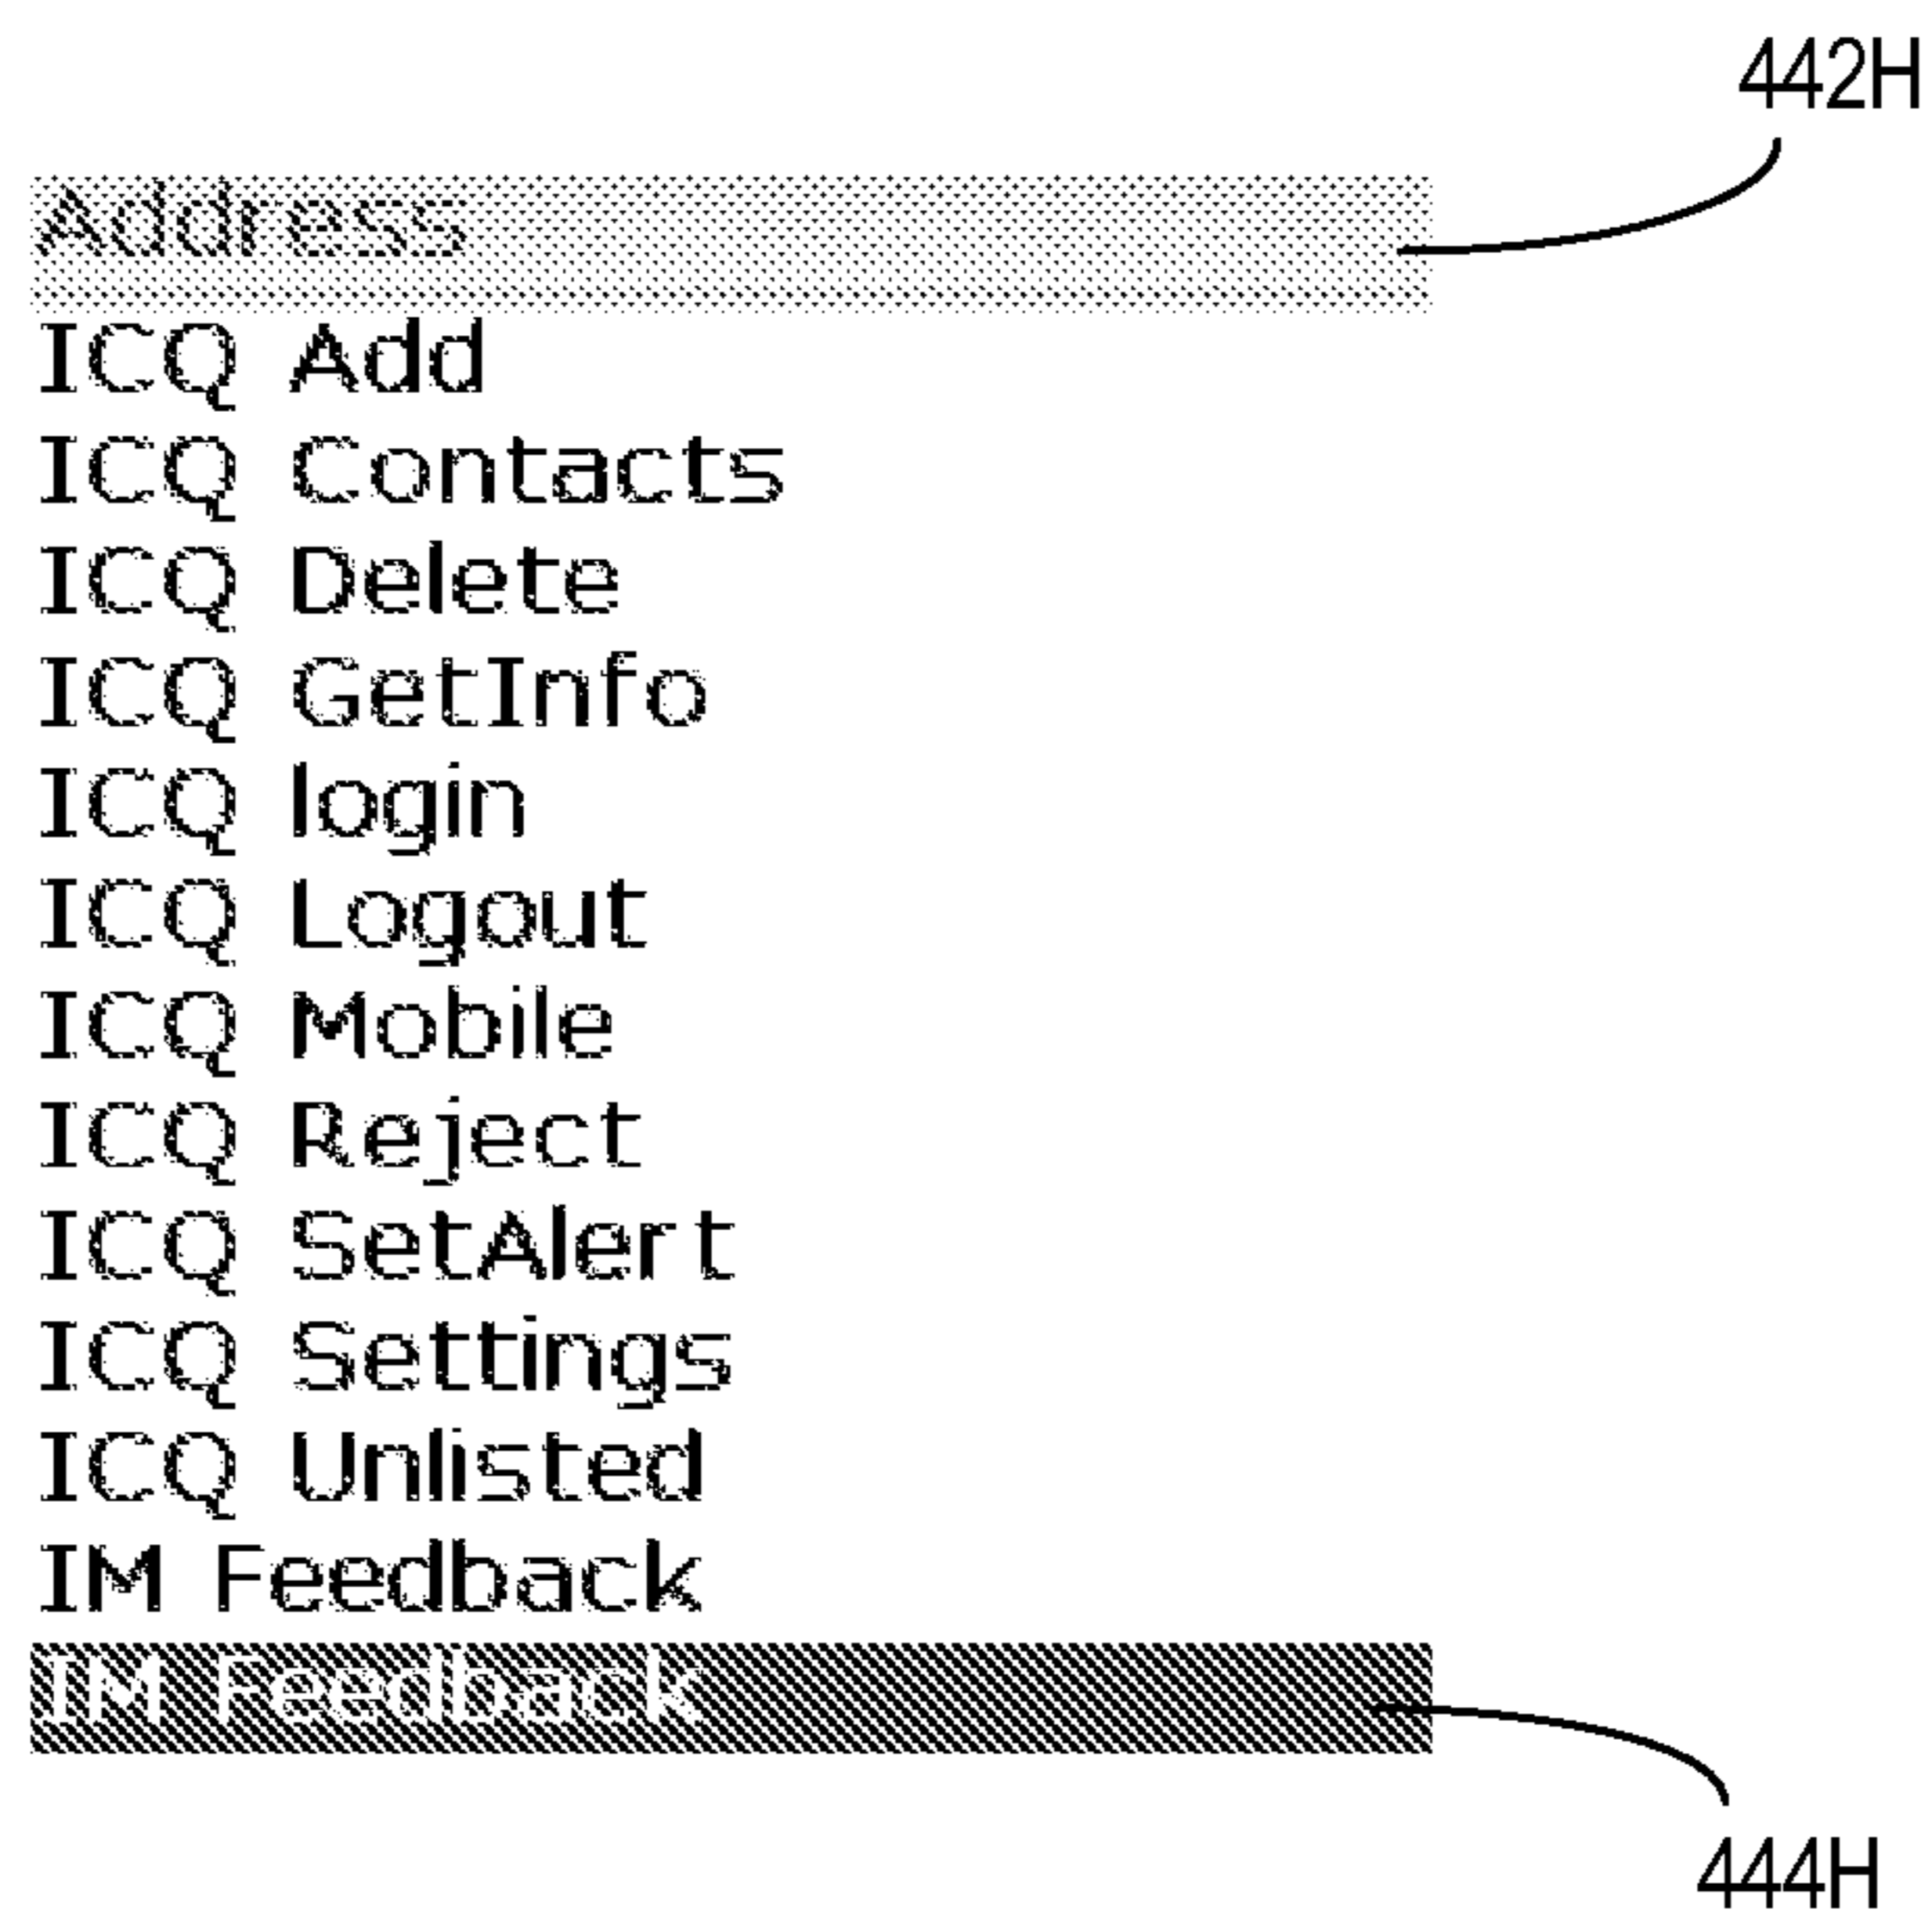 442H
Address
ICQ Add
ICQ Contacts
ICQ Delete
ICQ GetInfo
ICQ login
ICQ Logout
ICQ Mobile
ICQ Reject
ICQ SetAlert
ICQ Settings
ICQ Unlisted
IM Feedback
IM Feedback
444H